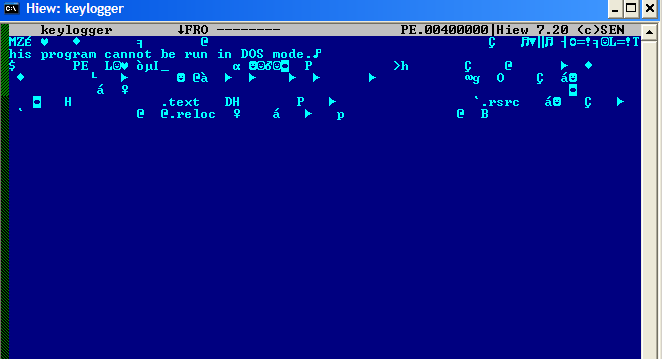 Hiew: keylogger
keylogger ↓FRO -------- PE.00400000|Hiew 7.20 (c)SEN
MZÉ ♥ ♦ ╕ @ Ç ♫▼║♫ ┤○=!╕☺L=!T
his program cannot be run in DOS mode.♪
$ PE L☺♥ òµI_ α ☻☺♂☺◘ P >h Ç @ ► ♦
♦ └ ► ☻ @à ► ► ► ► ► ∞g O Ç á☻
á ♀ ◘
◘ H .text DH P ► `.rsrc á☻ Ç ►
` @ @.reloc ♀ á ► p @ B